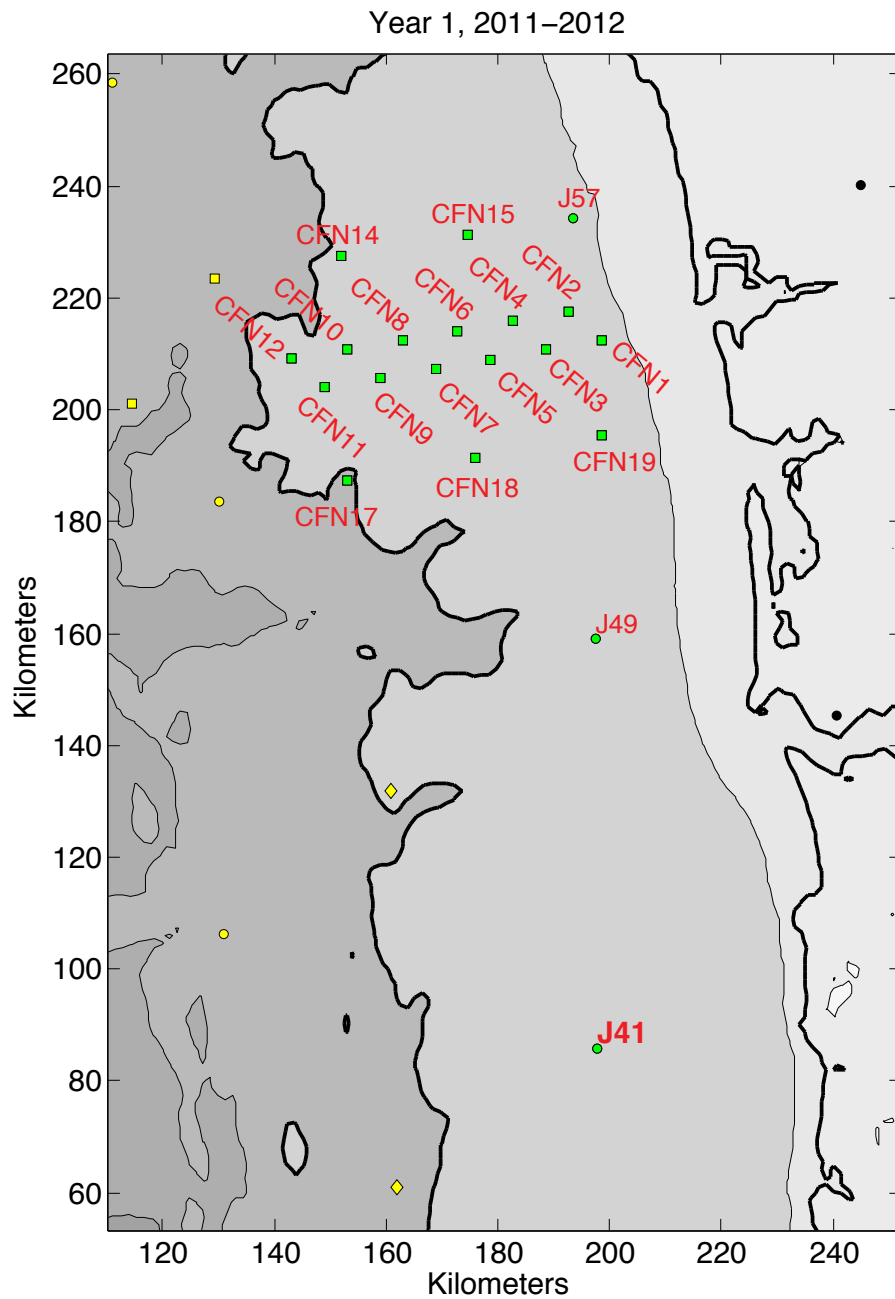 Year 1, 2011−2012
260
240
220
200
180
160
140
120
100
80
60
Kilometers
J57
CFN15
CFN14
CFN2
CFN4
CFN6
CFN8
CFN10
CFN12
CFN1
CFN3
CFN5
CFN7
CFN9
CFN11
CFN19
CFN18
CFN17
J49
J41
120 140 160 180 200 220 240
Kilometers